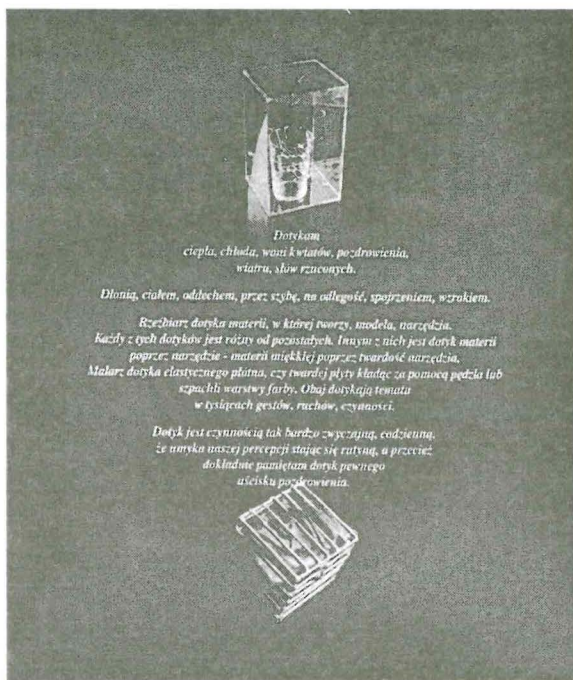 Dotykam
ciepła, chłodu, woni kwiatów, pozdrowienia,
wiatru, słów rzuconych.
Dłonią, ciałem, oddechem, przez szybę, na odległość, spojrzeniem, wzrokiem.
Rzeźbiarz dotyka materii, w której tworzy, modela, narzędzia.
Każdy z tych dotyków jest różny od pozostałych. Innym z nich jest dotyk materii
poprzez narzędzie - materii miękkiej poprzez twardość narzędzia.
Malarz dotyka elastycznego płótna, czy twardej płyty kładąc za pomocą pędzla lub
szpachli warstwy farby. Obaj dotykają tematu
w tysiącach gestów, ruchów, czynności.
Dotyk jest czynnością tak bardzo zwyczajną, codzienną,
że umyka naszej percepcji stając się rutyną, a przecież
dokładnie pamiętam dotyk pewnego
uścisku pozdrowienia.